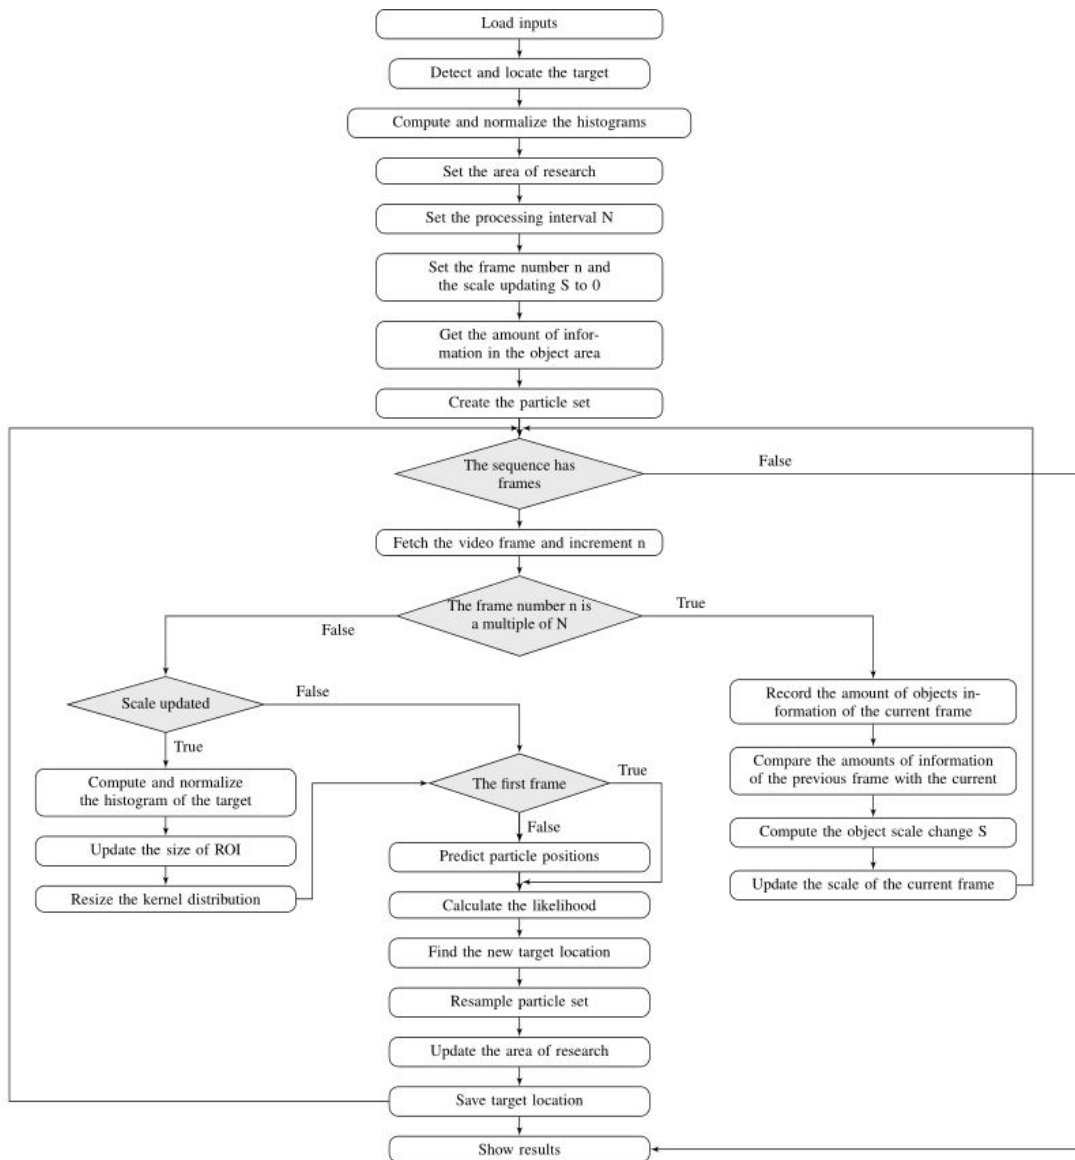 Load inputs
Detect and locate the target
Compute and normalize the histograms
Set the area of research
Set the processing interval N
Set the frame number n and
the scale updating S to 0
Get the amount of infor-
mation in the object area
Create the particle set
The sequence has
frames
False
Fetch the video frame and increment n
The frame number n is
a multiple of N
True
False
Scale updated
False
True
Record the amount of objects in-
formation of the current frame
Compute and normalize
the histogram of the target
The first frame
True
False
Compare the amounts of information
of the previous frame with the current
Update the size of ROI
Predict particle positions
Compute the object scale change S
Resize the kernel distribution
Calculate the likelihood
Update the scale of the current frame
Find the new target location
Resample particle set
Update the area of research
Save target location
Show results